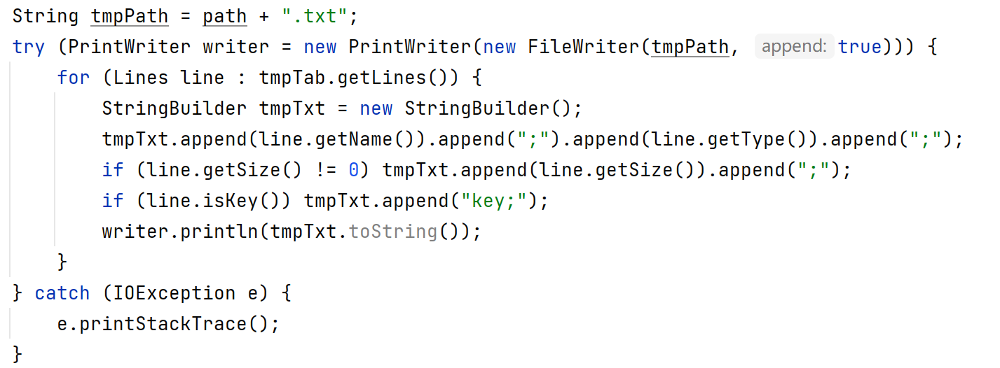 String tmpPath = path + ".txt";
try (PrintWriter writer = new PrintWriter(new FileWriter(tmpPath, append: true))) {
    for (Lines line : tmpTab.getLines()) {
        StringBuilder tmpTxt = new StringBuilder();
        tmpTxt.append(line.getName()).append(";").append(line.getType()).append(";");
        if (line.getSize() != 0) tmpTxt.append(line.getSize()).append(";");
        if (line.isKey()) tmpTxt.append("key;");
        writer.println(tmpTxt.toString());
    }
} catch (IOException e) {
    e.printStackTrace();
}